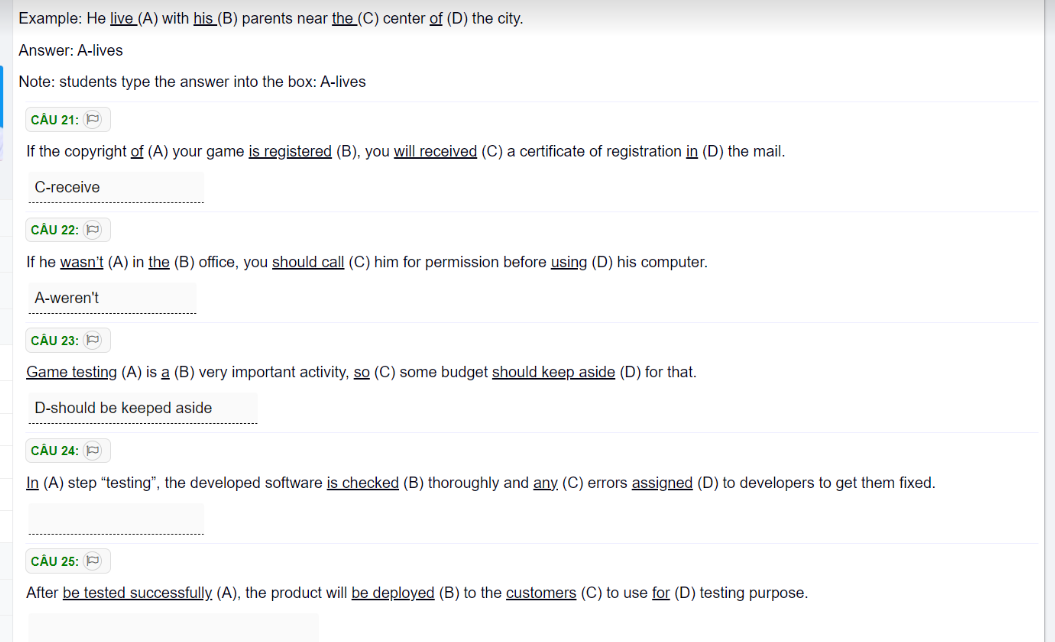 Example: He live (A) with his (B) parents near the (C) center of (D) the city.
Answer: A-lives
Note: students type the answer into the box: A-lives
CÂU 21:
If the copyright of (A) your game is registered (B), you will received (C) a certificate of registration in (D) the mail.
C-receive
CÂU 22:
If he wasn't (A) in the (B) office, you should call (C) him for permission before using (D) his computer.
A-weren't
CÂU 23:
Game testing (A) is a (B) very important activity, so (C) some budget should keep aside (D) for that.
D-should be keeped aside
CÂU 24:
In (A) step “testing”, the developed software is checked (B) thoroughly and any (C) errors assigned (D) to developers to get them fixed.
CÂU 25:
After be tested successfully (A), the product will be deployed (B) to the customers (C) to use for (D) testing purpose.